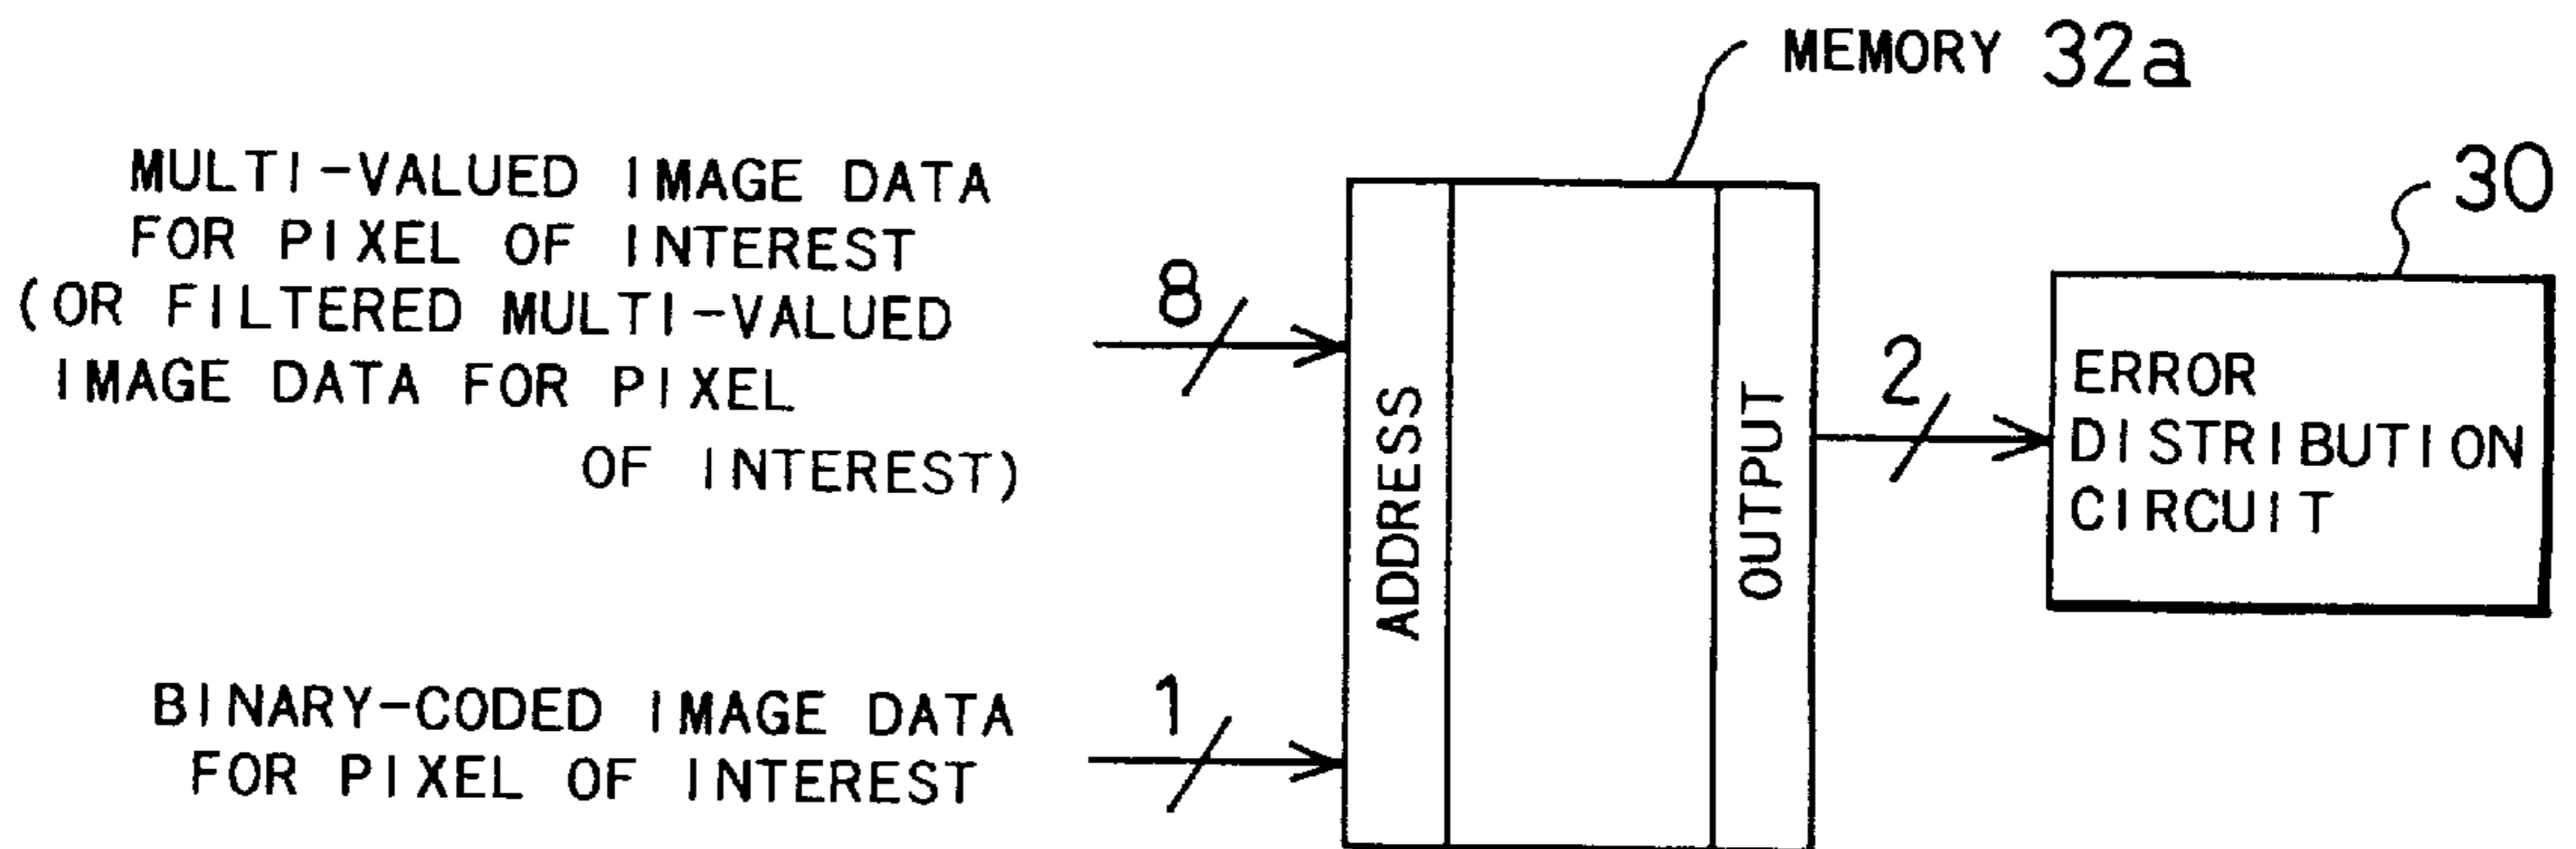 MEMORY 32a
MULTI-VALUED IMAGE DATA
FOR PIXEL OF INTEREST
(OR FILTERED MULTI-VALUED
IMAGE DATA FOR PIXEL
OF INTEREST)
8
ADDRESS
OUTPUT
2
30
ERROR
DISTRIBUTION
CIRCUIT
BINARY-CODED IMAGE DATA
FOR PIXEL OF INTEREST
1